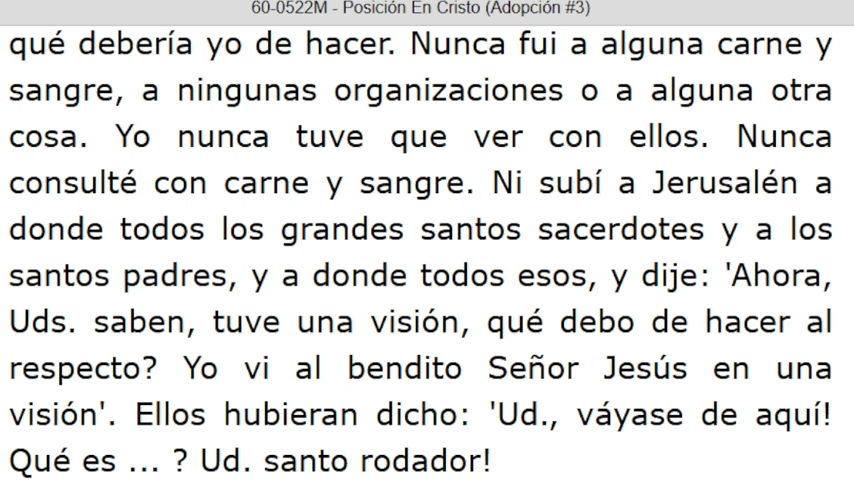 60-0522M - Posición En Cristo (Adopción #3)
qué debería yo de hacer. Nunca fui a alguna carne y
sangre, a ningunas organizaciones o a alguna otra
cosa. Yo nunca tuve que ver con ellos. Nunca
consulté con carne y sangre. Ni subí a Jerusalén a
donde todos los grandes santos sacerdotes y a los
santos padres, y a donde todos esos, y dije: 'Ahora,
Uds. saben, tuve una visión, qué debo de hacer al
respecto? Yo vi al bendito Señor Jesús en una
visión'. Ellos hubieran dicho: 'Ud., váyase de aquí!
Qué es ... ? Ud. santo rodador!